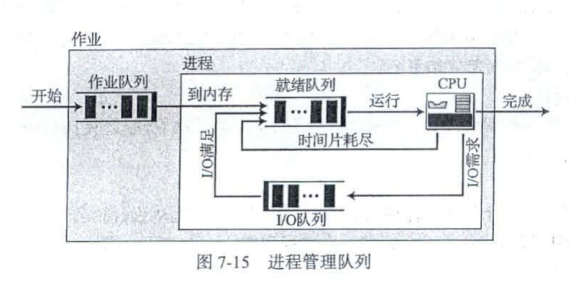 作业
进程
作业队列
就绪队列
CPU
开始
到内存
运行
完成
时间片耗尽
I/O满足
I/O需求
I/O队列
图 7-15 进程管理队列